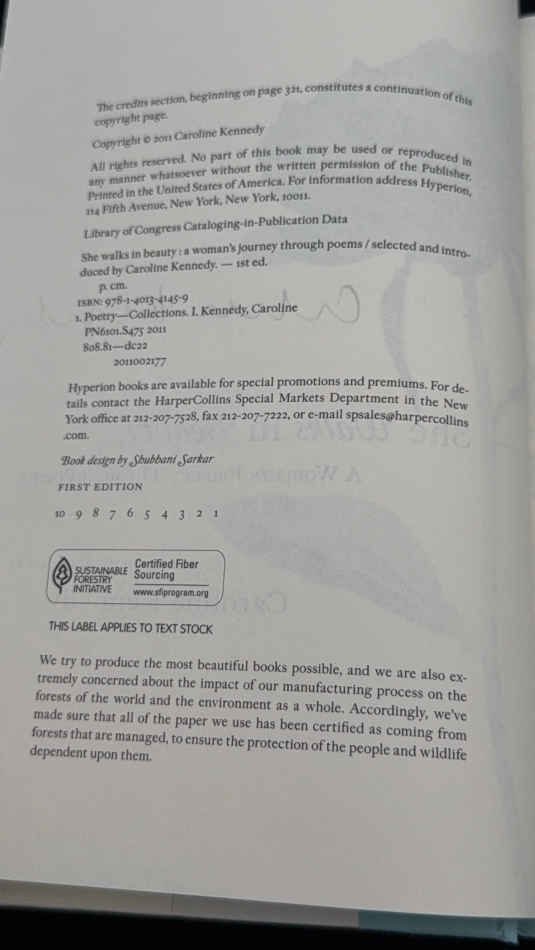 The credits section, beginning on page 321, constitutes a continuation of this
copyright page.
Copyright © 2011 Caroline Kennedy
All rights reserved. No part of this book may be used or reproduced in
any manner whatsoever without the written permission of the Publisher.
Printed in the United States of America. For information address Hyperion,
114 Fifth Avenue, New York, New York, 10011.
Library of Congress Cataloging-in-Publication Data
She walks in beauty : a woman's journey through poems / selected and intro-
duced by Caroline Kennedy. — 1st ed.
p. cm.
ISBN: 978-1-4013-4145-9
1. Poetry—Collections. I. Kennedy, Caroline
PN6101.S475 2011
808.81—dc22
2011002177
Hyperion books are available for special promotions and premiums. For de-
tails contact the HarperCollins Special Markets Department in the New
York office at 212-207-7528, fax 212-207-7222, or e-mail spsales@harpercollins
.com.
Book design by Shubhani Sarkar
FIRST EDITION
10 9 8 7 6 5 4 3 2 1
SUSTAINABLE
FORESTRY
INITIATIVE
Certified Fiber
Sourcing
www.sfiprogram.org
THIS LABEL APPLIES TO TEXT STOCK
We try to produce the most beautiful books possible, and we are also ex-
tremely concerned about the impact of our manufacturing process on the
forests of the world and the environment as a whole. Accordingly, we've
made sure that all of the paper we use has been certified as coming from
forests that are managed, to ensure the protection of the people and wildlife
dependent upon them.